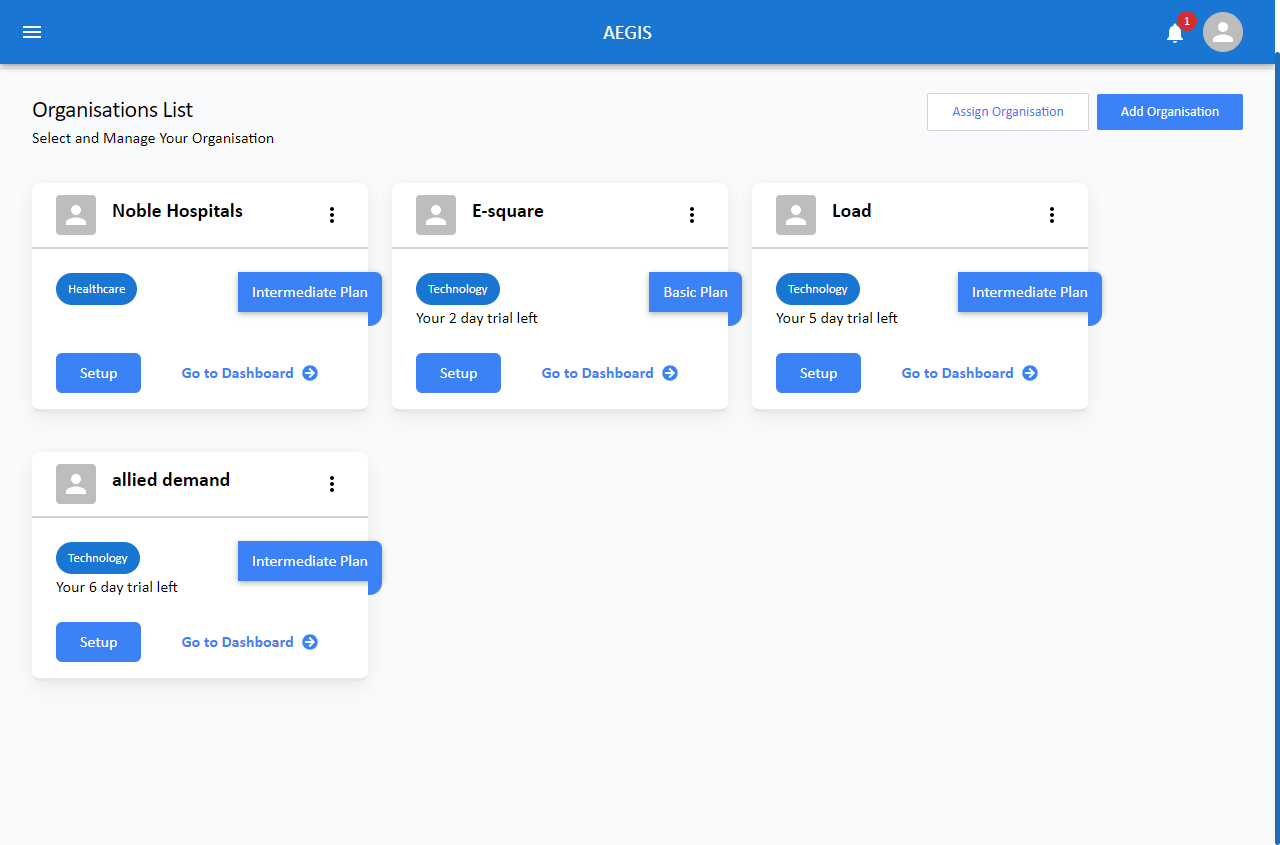 AEGIS
1
Organisations List
Select and Manage Your Organisation
Assign Organisation
Add Organisation
Noble Hospitals
Healthcare
Intermediate Plan
Setup
Go to Dashboard
E-square
Technology
Basic Plan
Your 2 day trial left
Setup
Go to Dashboard
Load
Technology
Intermediate Plan
Your 5 day trial left
Setup
Go to Dashboard
allied demand
Technology
Intermediate Plan
Your 6 day trial left
Setup
Go to Dashboard